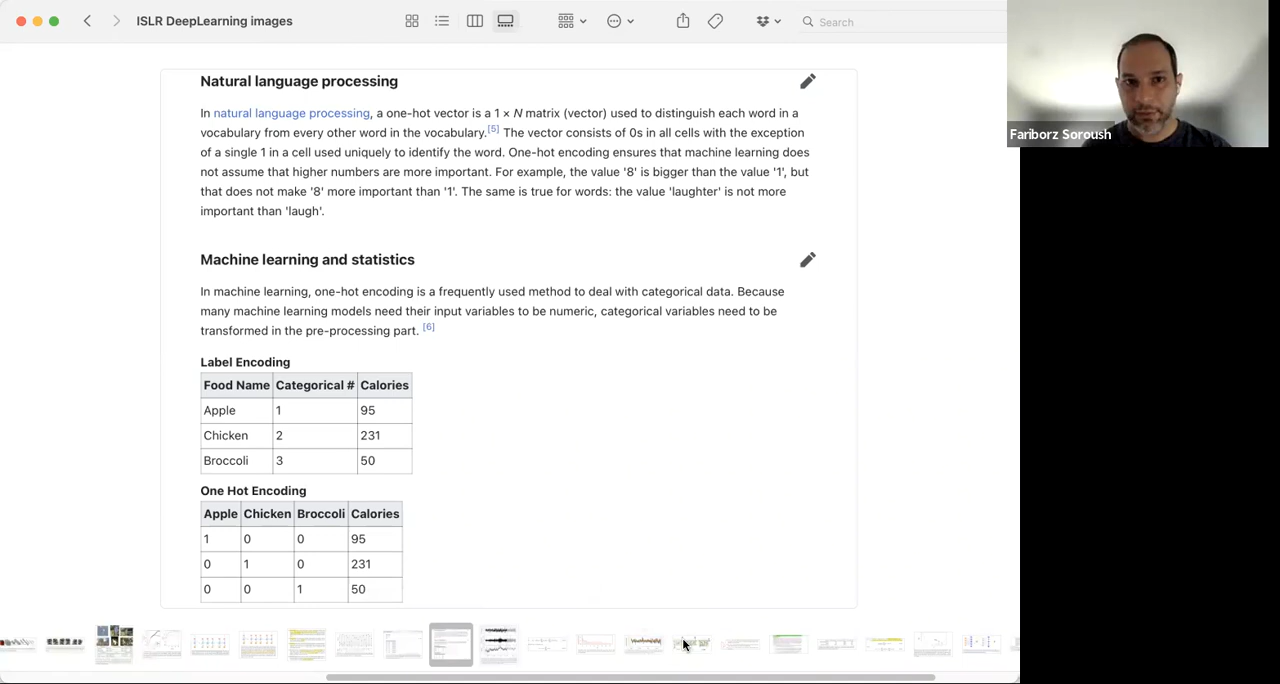 ISLR DeepLearning images
Search
Fariborz Soroush
Natural language processing
In natural language processing, a one-hot vector is a 1 × N matrix (vector) used to distinguish each word in a
vocabulary from every other word in the vocabulary.[5] The vector consists of 0s in all cells with the exception
of a single 1 in a cell used uniquely to identify the word. One-hot encoding ensures that machine learning does
not assume that higher numbers are more important. For example, the value '8' is bigger than the value '1', but
that does not make '8' more important than '1'. The same is true for words: the value 'laughter' is not more
important than 'laugh'.
Machine learning and statistics
In machine learning, one-hot encoding is a frequently used method to deal with categorical data. Because
many machine learning models need their input variables to be numeric, categorical variables need to be
transformed in the pre-processing part. [6]
Label Encoding
Food Name Categorical # Calories
Apple 1 95
Chicken 2 231
Broccoli 3 50
One Hot Encoding
Apple Chicken Broccoli Calories
1 0 0 95
0 1 0 231
0 0 1 50